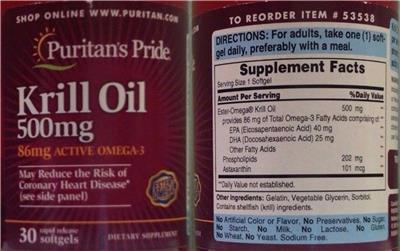 SHOP ONLINE WWW.PURITAN.COM
Puritan's Pride
Krill Oil
500mg
86mg ACTIVE OMEGA-3
May Reduce the Risk of
Coronary Heart Disease*
(see side panel)
30 rapid release softgels
DIETARY SUPPLEMENT
TO REORDER ITEM # 53538
DIRECTIONS: For adults, take one (1) soft-
gel daily, preferably with a meal.
Supplement Facts
Serving Size 1 Softgel
Amount Per Serving %Daily Value
Ester-Omega® Krill Oil 500 mg **
provides 86 mg of Total Omega-3 Fatty Acids comprising of:**
EPA (Eicosapentaenoic Acid) 40 mg
DHA (Docosahexaenoic Acid) 25 mg
Other Fatty Acids
Phospholipids 202 mg **
Astaxanthin 101 mcg **
**Daily Value not established.
Other Ingredients: Gelatin, Vegetable Glycerin, Sorbitol.
Contains shellfish (krill) ingredients.
No Artificial Color or Flavor, No Preservatives, No Sugar,
No Starch, No Milk, No Lactose, No Gluten,
No Wheat, No Yeast. Sodium Free.